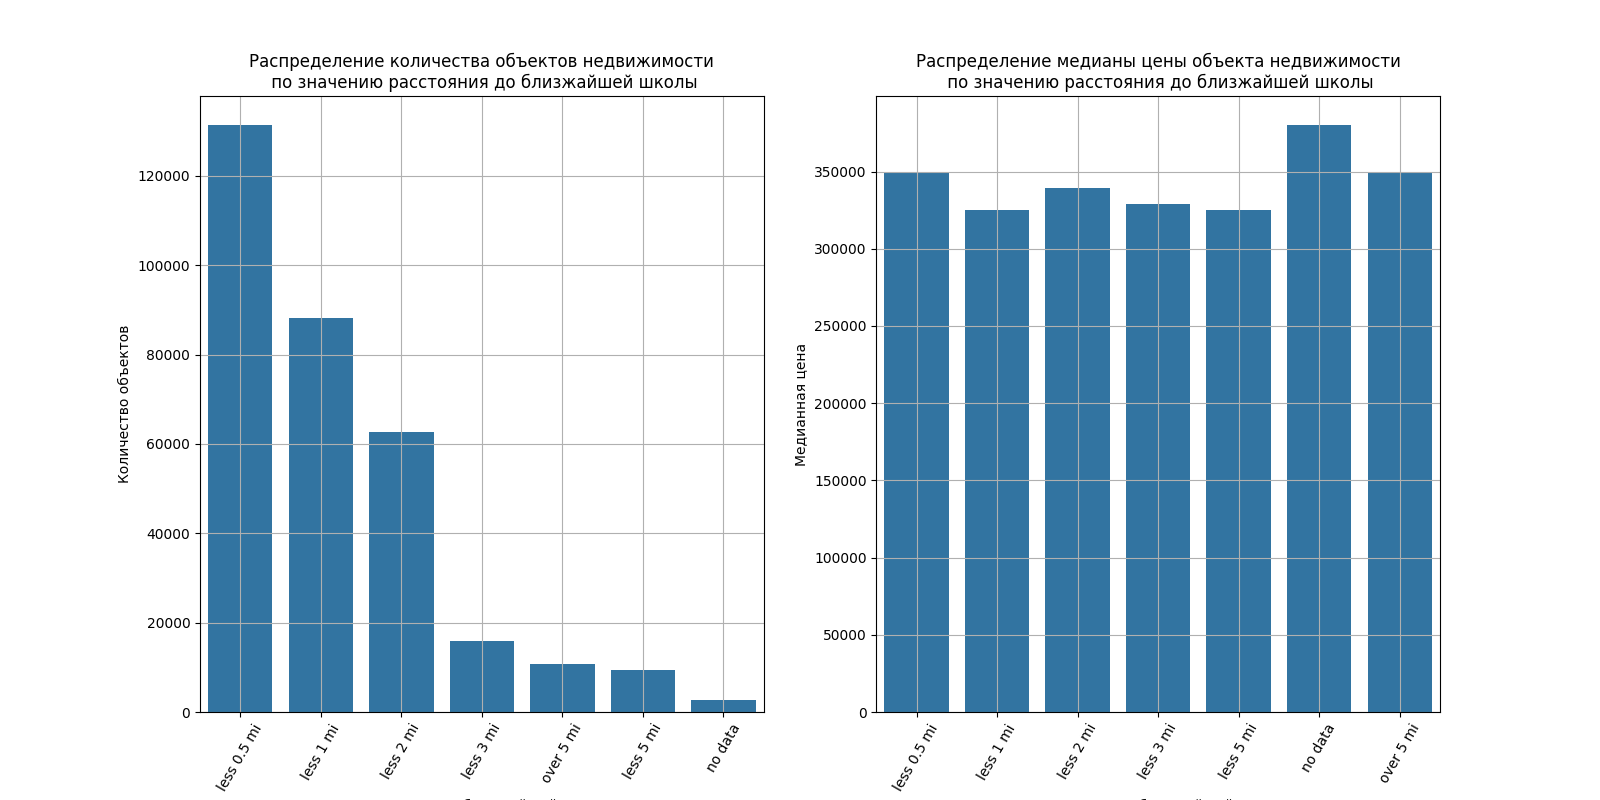 Распределение количества объектов недвижимости
по значению расстояния до близжайшей школы
Количество объектов
120000
100000
80000
60000
40000
20000
0
less 0.5 mi
less 1 mi
less 2 mi
less 3 mi
over 5 mi
less 5 mi
no data
Распределение медианы цены объекта недвижимости
по значению расстояния до близжайшей школы
Медианная цена
350000
300000
250000
200000
150000
100000
50000
0
less 0.5 mi
less 1 mi
less 2 mi
less 3 mi
less 5 mi
no data
over 5 mi